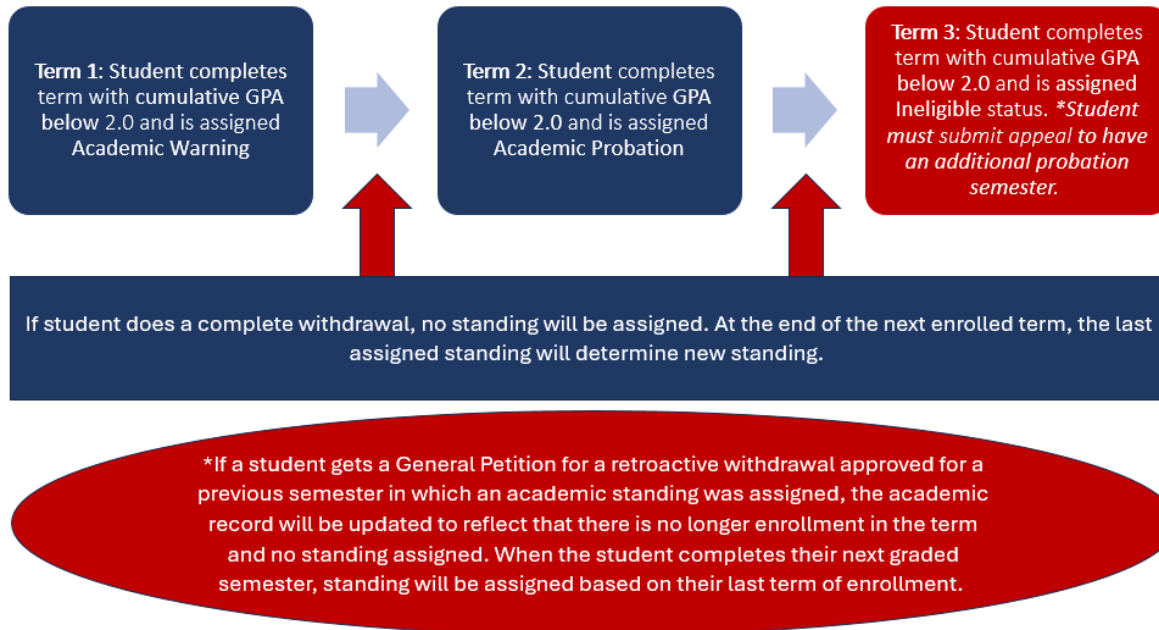 Term 1: Student completes
term with cumulative GPA
below 2.0 and is assigned
Academic Warning
Term 2: Student completes
term with cumulative GPA
below 2.0 and is assigned
Academic Probation
Term 3: Student completes
term with cumulative GPA
below 2.0 and is assigned
Ineligible status. *Student
must submit appeal to have
an additional probation
semester.
If student does a complete withdrawal, no standing will be assigned. At the end of the next enrolled term, the last
assigned standing will determine new standing.
*If a student gets a General Petition for a retroactive withdrawal approved for a
previous semester in which an academic standing was assigned, the academic
record will be updated to reflect that there is no longer enrollment in the term
and no standing assigned. When the student completes their next graded
semester, standing will be assigned based on their last term of enrollment.